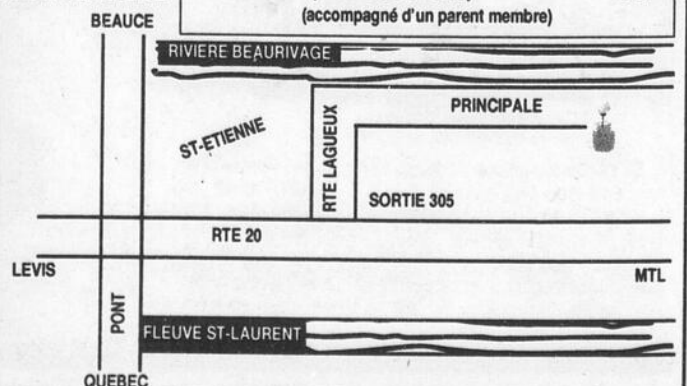 (accompagné d'un parent membre)
BEAUCE
RIVIERE BEAURIVAGE
PRINCIPALE
ST-ETIENNE
RTE LAGUEUX
SORTIE 305
RTE 20
LEVIS
MTL
PONT
FLEUVE ST-LAURENT
QUEBEC